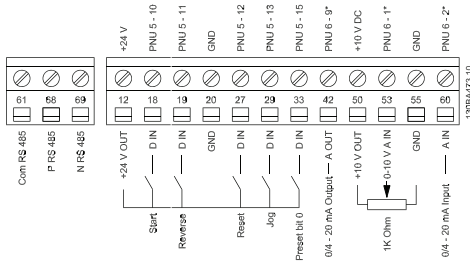 +24 V
PNU 5 - 10
PNU 5 - 11
GND
PNU 5 - 12
PNU 5 - 13
PNU 5 - 15
PNU 6 - 9*
+10 V DC
PNU 6 - 1*
GND
PNU 6 - 2*
61 58 69 12 18 19 20 27 29 33 42 50 53 55 60
Com RS 485
P RS 485
N RS 485
+24 V OUT
D IN
D IN
GND
D IN
D IN
D IN
A OUT
+10 V OUT
0-10 V A IN
GND
A IN
Start
Reverse
Reset
Jog
Preset bit 0
0/4 - 20 mA Output
1K Ohm
0/4 - 20 mA Input
130BA473.10